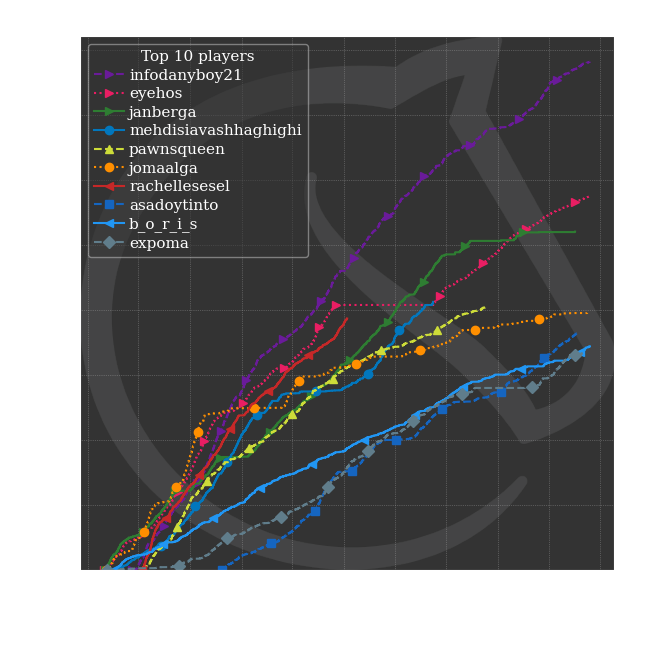 Top 10 players
infodanyboy21
eyehos
janberga
mehdisiavashhaghighi
pawnsqueen
jomaalga
rachellesesel
asadoytinto
b_o_r_i_s
expoma